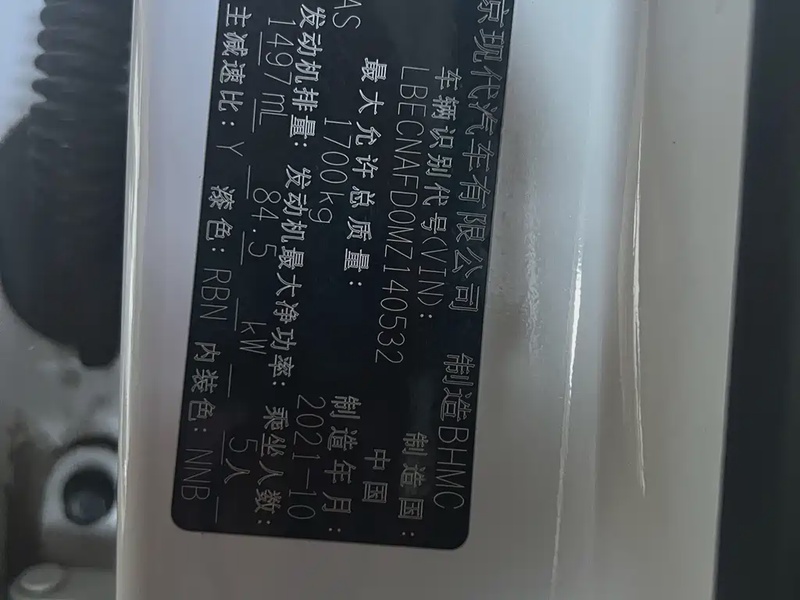 京现代汽车有限公司 制造BHMC
车辆识别代号(VIN): 制造国:
LBECNAFD0MZ140532 中国
最大允许总质量: 制造年月:
AS 1700kg 2021-10
发动机排量: 发动机最大净功率: 乘坐人数:
1497mL 84.5 kW 5人
主减速比: Y 漆色: RBN 内装色: NNB